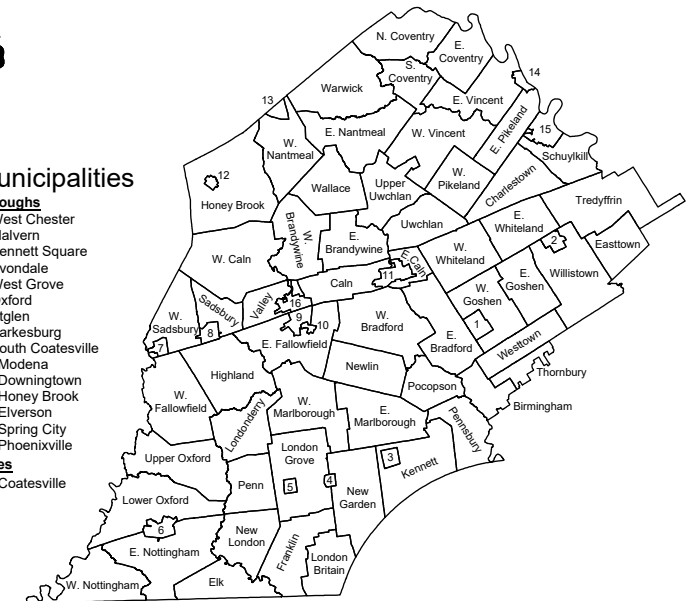 N. Coventry
E.
Coventry
S.
Coventry
14
Warwick
E. Vincent
13
E. Nantmeal
W. Vincent
E. Pikeland
15
W.
Nantmeal
Schuylkill
12
Wallace
Upper
Uwchlan
W.
Pikeland
Charlestown
Honey Brook
Tredyffrin
Uwchlan
E.
Whiteland
W.
Brandywine
E.
Brandywine
2
Easttown
W. Caln
E.Caln
W.
Whiteland
Willistown
11
Caln
W.
Goshen
E.
Goshen
Sadsbury
Valley
16
W.
Sadsbury
9
10
W.
Bradford
1
8
E.
Bradford
Westtown
7
E. Fallowfield
Thornbury
Highland
Newlin
Pocopson
W.
Fallowfield
Birmingham
Londonderry
W.
Marlborough
E.
Marlborough
Pennsbury
London
Grove
Upper Oxford
3
Kennett
Penn
5
4
New
Garden
Lower Oxford
6
New
London
E. Nottingham
Franklin
London
Britain
W. Nottingham
Elk
unicipalities
oughs
est Chester
alvern
ennett Square
vondale
est Grove
xford
tglen
arkesburg
outh Coatesville
Modena
Downingtown
Honey Brook
Elverson
Spring City
Phoenixville
es
Coatesville